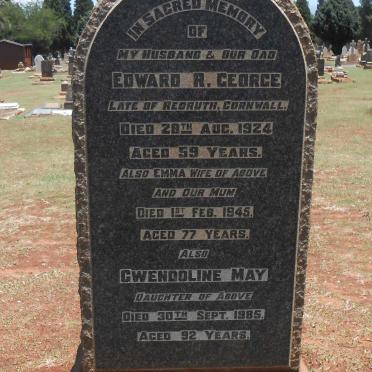 IN SACRED MEMORY
OF
MY HUSBAND & OUR DAD
EDWARD R. GEORGE
LATE OF REDRUTH, CORNWALL.
DIED 28TH AUG. 1924
AGED 59 YEARS.
ALSO EMMA WIFE OF ABOVE
AND OUR MUM
DIED 1ST FEB. 1945.
AGED 77 YEARS.
ALSO
GWENDOLINE MAY
DAUGHTER OF ABOVE
DIED 30TH SEPT. 1985.
AGED 92 YEARS.